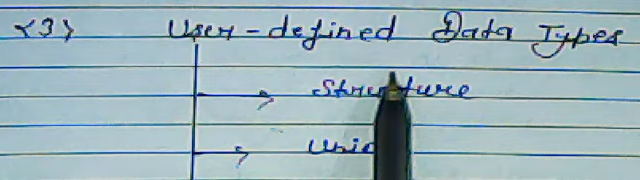 <3> User-defined Data Types
Structure